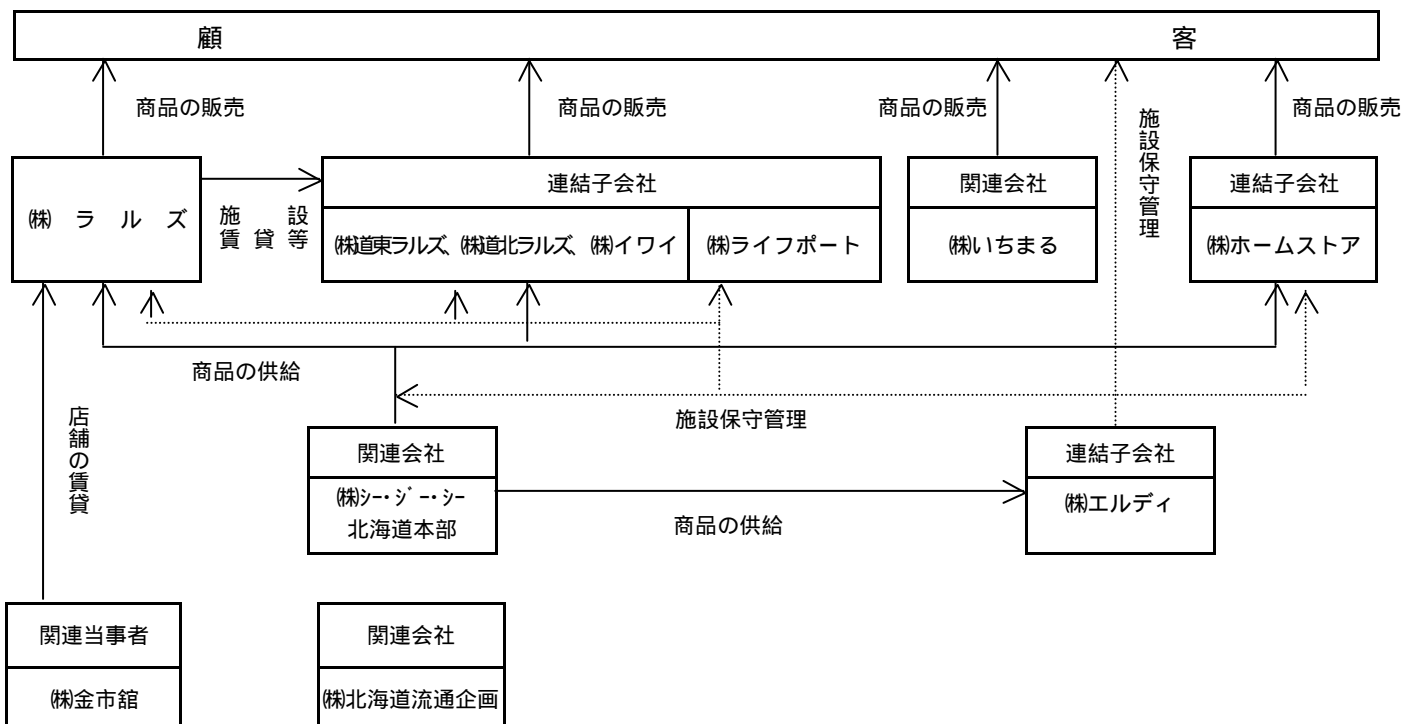 顧 客
商品の販売 商品の販売 商品の販売 商品の販売
施設保守管理
㈱ ラ ル ズ
施 設
賃 貸 等
連結子会社
㈱道東ラルズ、㈱道北ラルズ、㈱イワイ ㈱ライフポート
関連会社
㈱いちまる
連結子会社
㈱ホームストア
商品の供給
店舗の賃貸
施設保守管理
関連会社
㈱ｼｰ･ｼﾞｰ･ｼｰ
北海道本部
商品の供給
連結子会社
㈱エルディ
関連当事者
㈱金市舘
関連会社
㈱北海道流通企画